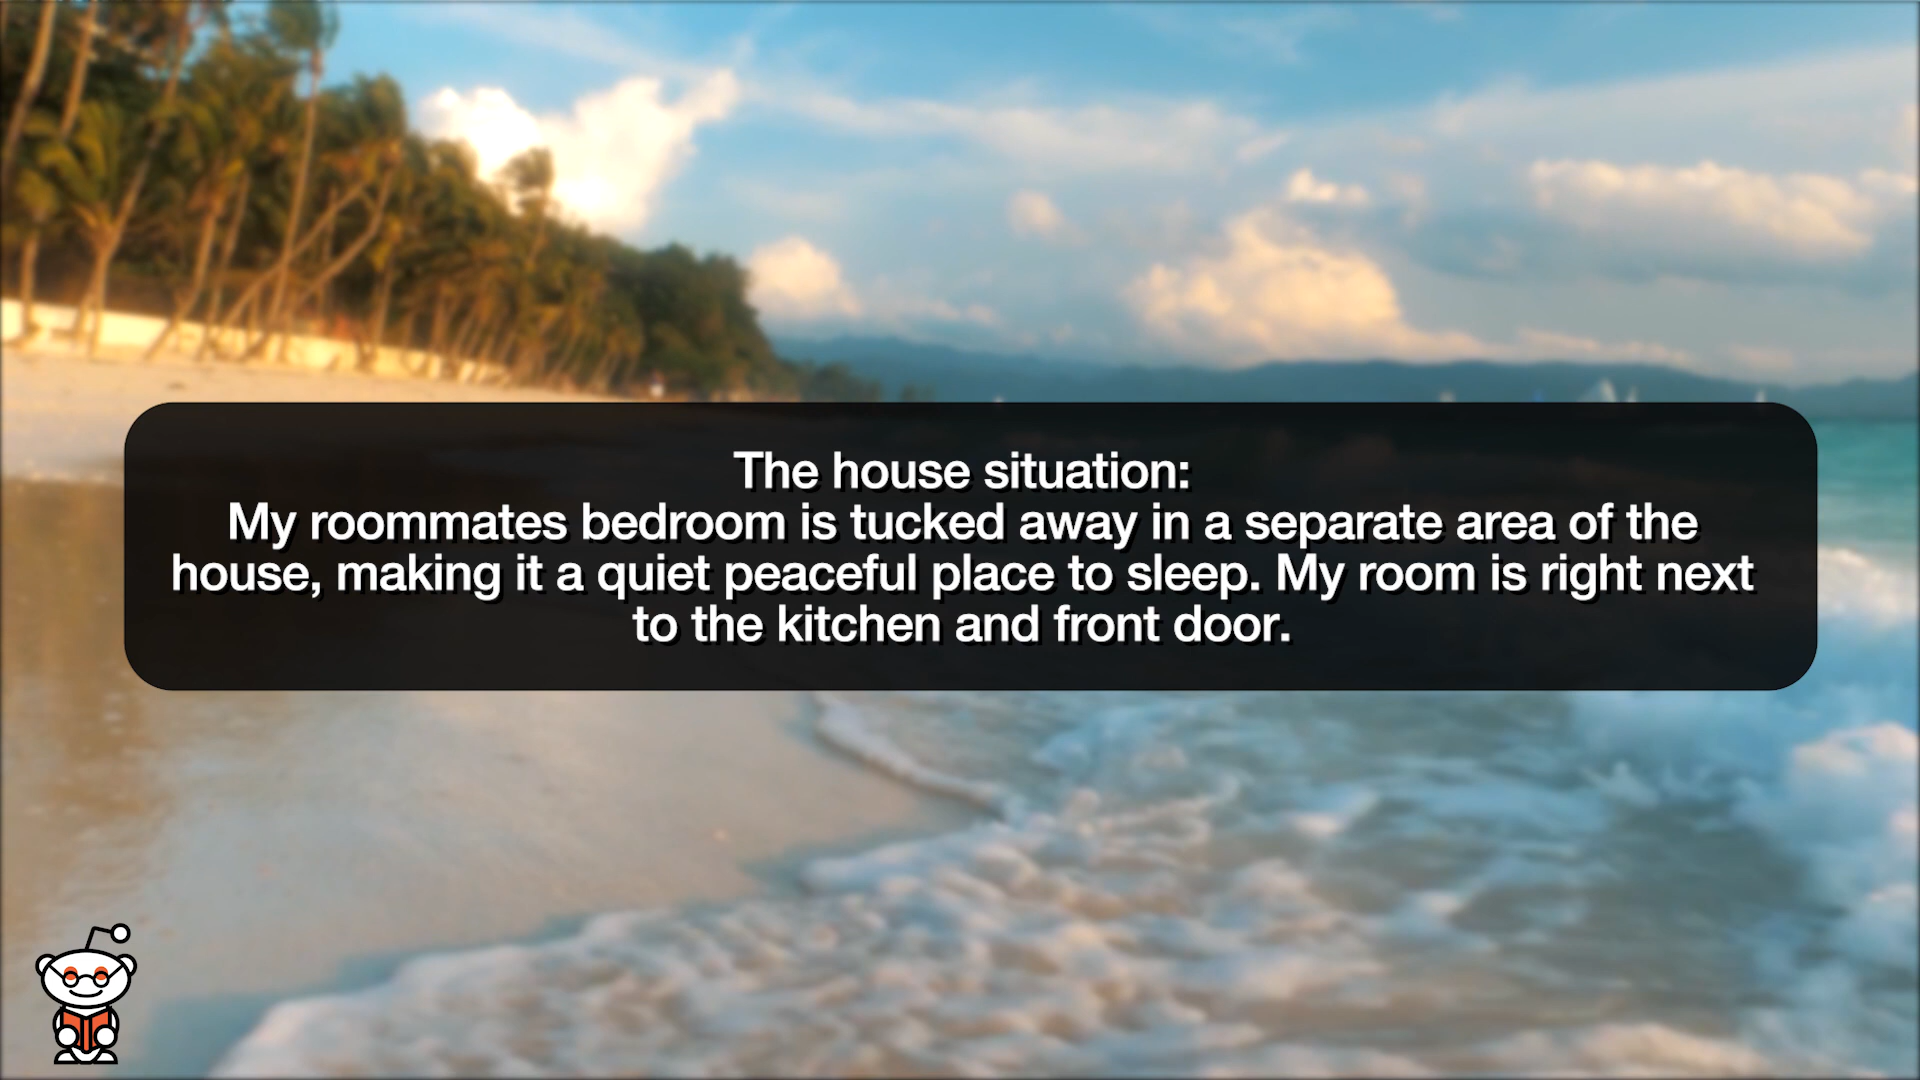 The house situation:
My roommates bedroom is tucked away in a separate area of the
house, making it a quiet peaceful place to sleep. My room is right next
to the kitchen and front door.